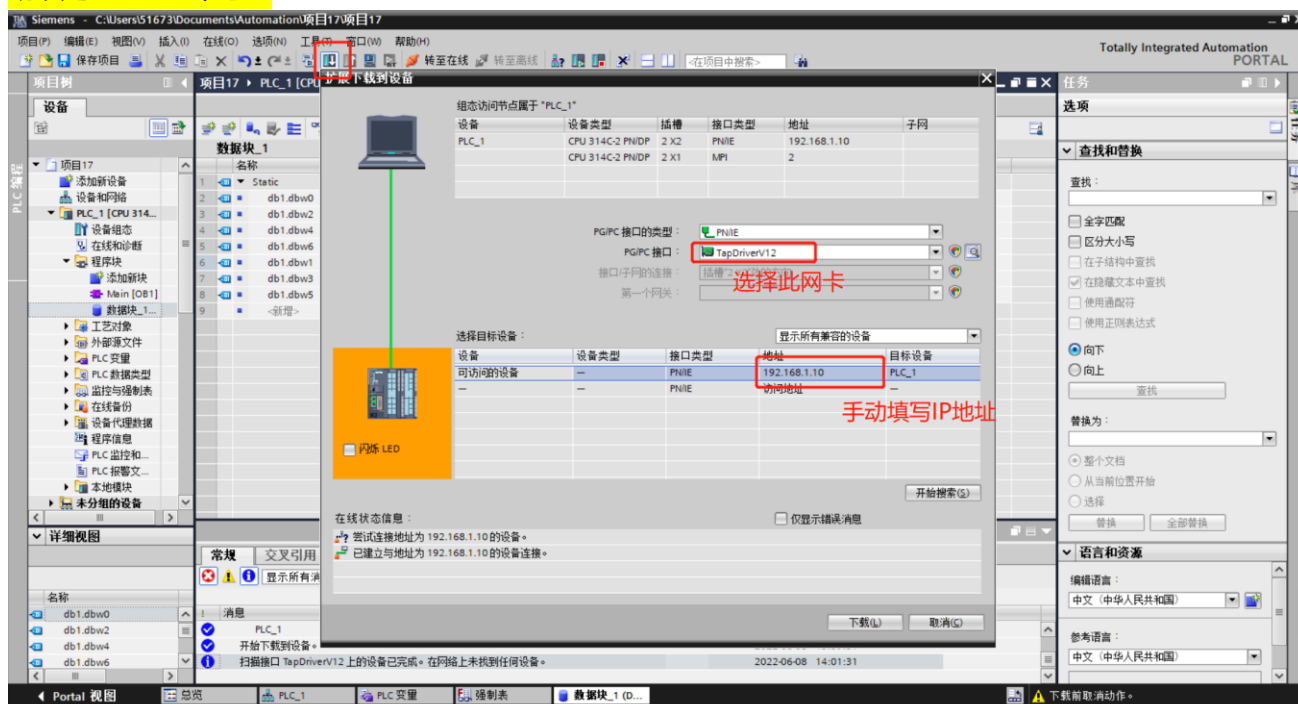 Siemens - C:\Users\51673\Documents\Automation\项目17\项目17
项目(P) 编辑(E) 视图(V) 插入(I) 在线(O) 选项(N) 工具(T) 窗口(W) 帮助(H)
Totally Integrated Automation
PORTAL
保存项目
转至在线
转至离线
<在项目中搜索>
项目树
设备
项目17
添加新设备
设备和网络
PLC_1 [CPU 314...
设备组态
在线和诊断
程序块
添加新块
Main [OB1]
数据块_1...
工艺对象
外部源文件
PLC 变量
PLC 数据类型
监控与强制表
在线备份
设备代理数据
程序信息
PLC 监控和...
PLC 报警文...
本地模块
未分组的设备
详细视图
名称
db1.dbw0
db1.dbw2
db1.dbw4
db1.dbw6
PLC 编程
项目17 ▸ PLC_1 [CPU
数据块_1
名称
1 Static
2 db1.dbw0
3 db1.dbw2
4 db1.dbw4
5 db1.dbw6
6 db1.dbw1
7 db1.dbw3
8 db1.dbw5
9 <新增>
扩展下载到设备
组态访问节点属于 "PLC_1"
设备 设备类型 插槽 接口类型 地址 子网
PLC_1 CPU 314C-2 PN/DP 2 X2 PN/IE 192.168.1.10
CPU 314C-2 PN/DP 2 X1 MPI 2
PG/PC 接口的类型： PN/IE
PG/PC 接口： TapDriverV12
接口/子网的连接：
选择此网卡
第一个网关：
选择目标设备： 显示所有兼容的设备
设备 设备类型 接口类型 地址 目标设备
可访问的设备 — PN/IE 192.168.1.10 PLC_1
— — PN/IE 访问地址 —
手动填写IP地址
闪烁 LED
开始搜索(S)
在线状态信息： 仅显示错误消息
尝试连接地址为 192.168.1.10 的设备。
已建立与地址为 192.168.1.10 的设备连接。
下载(L) 取消(C)
常规 交叉引用
显示所有消
! 消息
PLC_1
开始下载到设备。
扫描接口 TapDriverV12 上的设备已完成。在网络上未找到任何设备。 2022-06-08 14:01:31
任务
选项
查找和替换
查找：
全字匹配
区分大小写
在子结构中查找
在隐藏文本中查找
使用通配符
使用正则表达式
向下
向上
查找
替换为：
整个文档
从当前位置开始
选择
替换 全部替换
语言和资源
编辑语言：
中文（中华人民共和国）
参考语言：
中文（中华人民共和国）
Portal 视图 总览 PLC_1 PLC 变量 强制表 数据块_1 (D... 下载前取消动作。